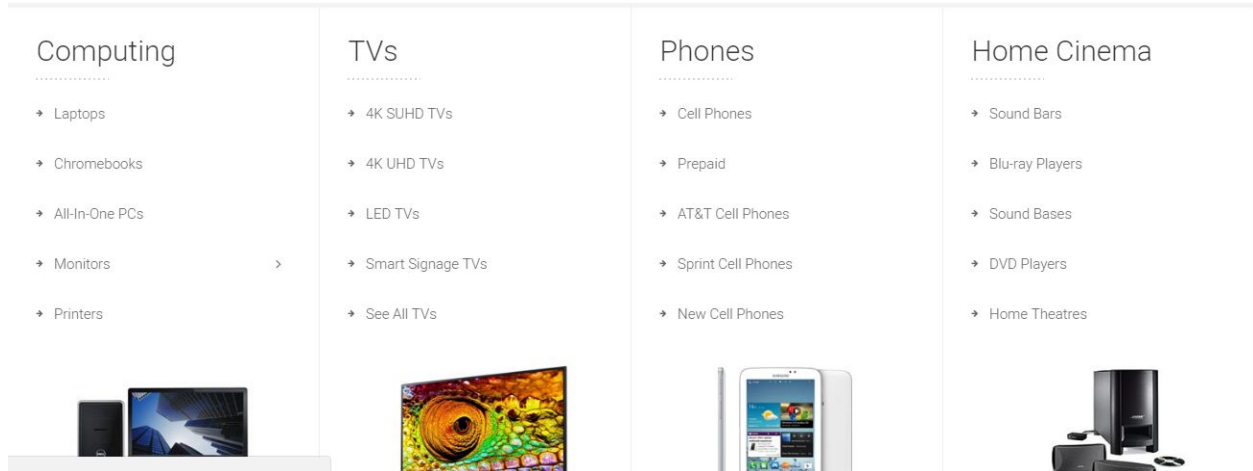 Computing
Laptops
Chromebooks
All-In-One PCs
Monitors
Printers
TVs
4K SUHD TVs
4K UHD TVs
LED TVs
Smart Signage TVs
See All TVs
Phones
Cell Phones
Prepaid
AT&T Cell Phones
Sprint Cell Phones
New Cell Phones
SAMSUNG
Home Cinema
Sound Bars
Blu-ray Players
Sound Bases
DVD Players
Home Theatres